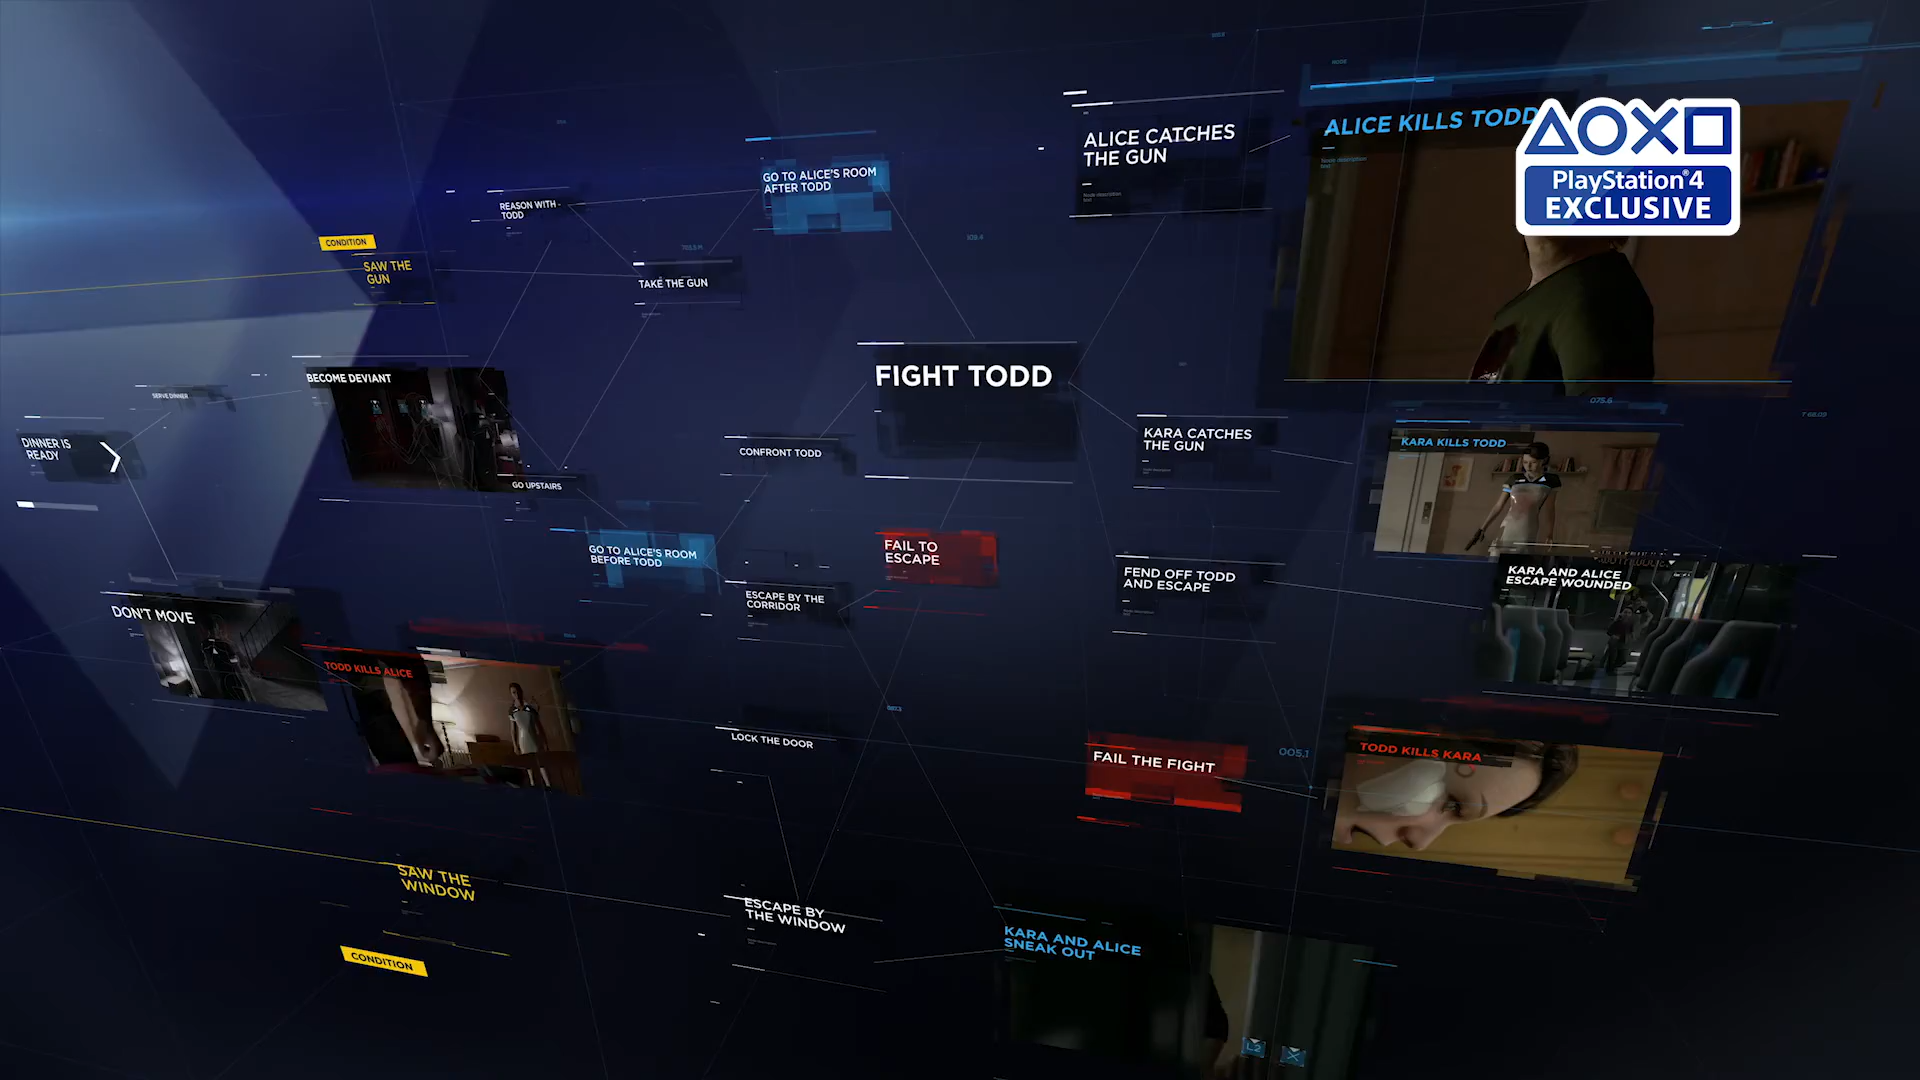 ALICE KILLS TODD
PlayStation®4
EXCLUSIVE
ALICE CATCHES
THE GUN
GO TO ALICE'S ROOM
AFTER TODD
REASON WITH
TODD
CONDITION
SAW THE
GUN
TAKE THE GUN
BECOME DEVIANT
SERVE DINNER
DINNER IS
READY
FIGHT TODD
KARA CATCHES
THE GUN
KARA KILLS TODD
CONFRONT TODD
GO UPSTAIRS
GO TO ALICE'S ROOM
BEFORE TODD
FAIL TO
ESCAPE
FEND OFF TODD
AND ESCAPE
KARA AND ALICE
ESCAPE WOUNDED
ESCAPE BY THE
CORRIDOR
DON'T MOVE
TODD KILLS ALICE
LOCK THE DOOR
FAIL THE FIGHT
005.1
TODD KILLS KARA
SAW THE
WINDOW
CONDITION
ESCAPE BY
THE WINDOW
KARA AND ALICE
SNEAK OUT
L2